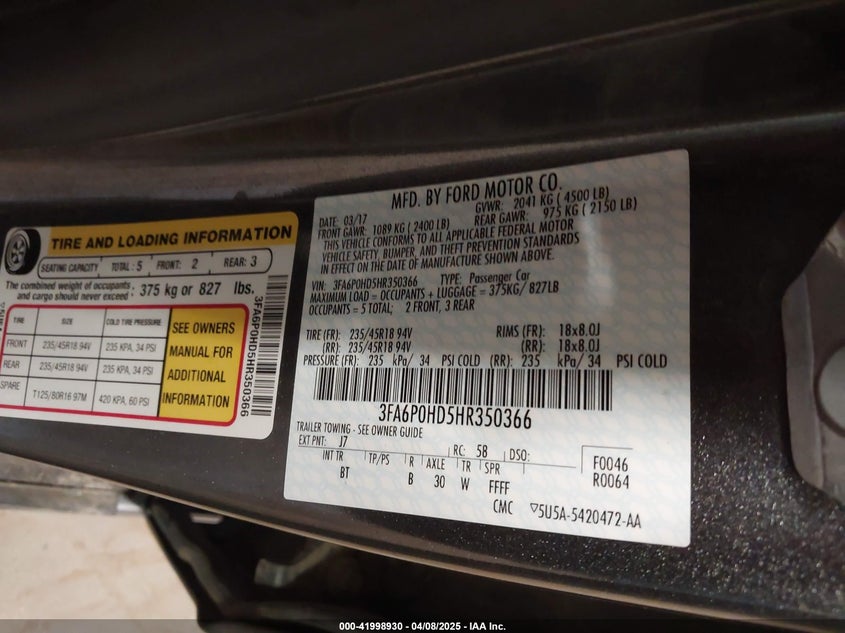 TIRE AND LOADING INFORMATION
SEATING CAPACITY TOTAL: 5 FRONT: 2 REAR: 3
The combined weight of occupants and cargo should never exceed : 375 kg or 827 lbs.
TIRE SIZE COLD TIRE PRESSURE
FRONT 235/45R18 94V 235 KPA, 34 PSI
REAR 235/45R18 94V 235 KPA, 34 PSI
SPARE T125/80R16 97M 420 KPA, 60 PSI
SEE OWNERS
MANUAL FOR
ADDITIONAL
INFORMATION
3FA6P0HD5HR350366
MFD. BY FORD MOTOR CO.
DATE: 03/17 GVWR: 2041 KG ( 4500 LB)
FRONT GAWR: 1089 KG ( 2400 LB) REAR GAWR: 975 KG ( 2150 LB)
THIS VEHICLE CONFORMS TO ALL APPLICABLE FEDERAL MOTOR
VEHICLE SAFETY, BUMPER, AND THEFT PREVENTION STANDARDS
IN EFFECT ON THE DATE OF MANUFACTURE SHOWN ABOVE.
VIN: 3FA6P0HD5HR350366 TYPE: Passenger Car
MAXIMUM LOAD = OCCUPANTS + LUGGAGE = 375KG/ 827LB
OCCUPANTS = 5 TOTAL; 2 FRONT, 3 REAR
TIRE (FR): 235/45R18 94V RIMS (FR): 18x8.0J
(RR): 235/45R18 94V (RR): 18x8.0J
PRESSURE (FR): 235 kPa/ 34 PSI COLD (RR): 235 kPa/ 34 PSI COLD
3FA6P0HD5HR350366
TRAILER TOWING - SEE OWNER GUIDE
EXT PNT: J7 RC: 58 DSO: F0046
R0064
INT TR TP/PS R AXLE TR SPR
BT B 30 W FFFF
CMC ▽5U5A-5420472-AA
000-41998930 - 04/08/2025 - IAA Inc.